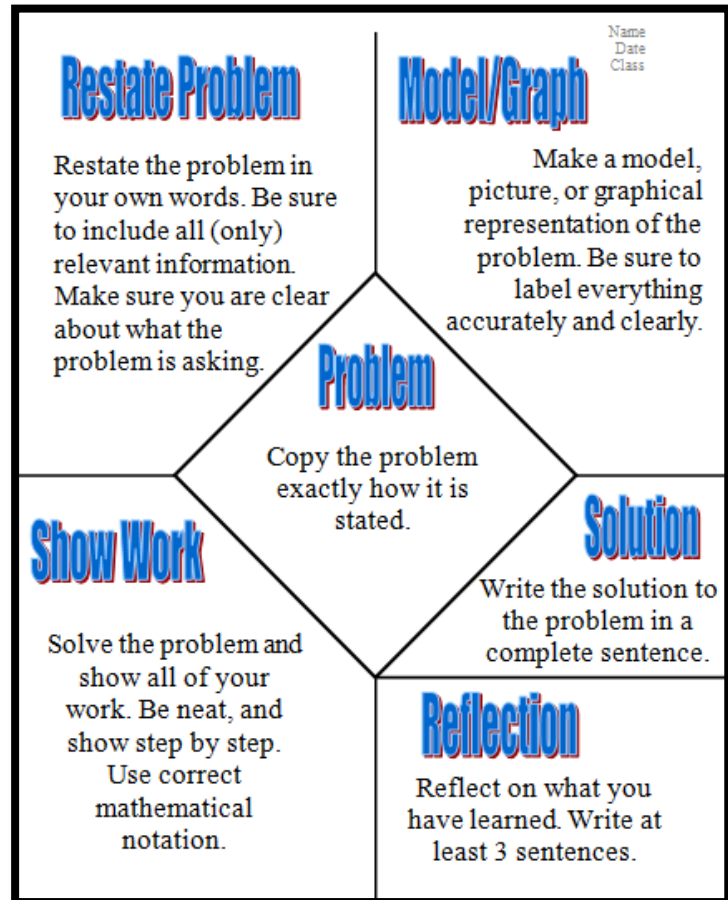 Name
Date
Class
Restate Problem
Restate the problem in
your own words. Be sure
to include all (only)
relevant information.
Make sure you are clear
about what the
problem is asking.
Model/Graph
Make a model,
picture, or graphical
representation of the
problem. Be sure to
label everything
accurately and clearly.
Problem
Copy the problem
exactly how it is
stated.
Show Work
Solve the problem and
show all of your
work. Be neat, and
show step by step.
Use correct
mathematical
notation.
Solution
Write the solution to
the problem in a
complete sentence.
Reflection
Reflect on what you
have learned. Write at
least 3 sentences.